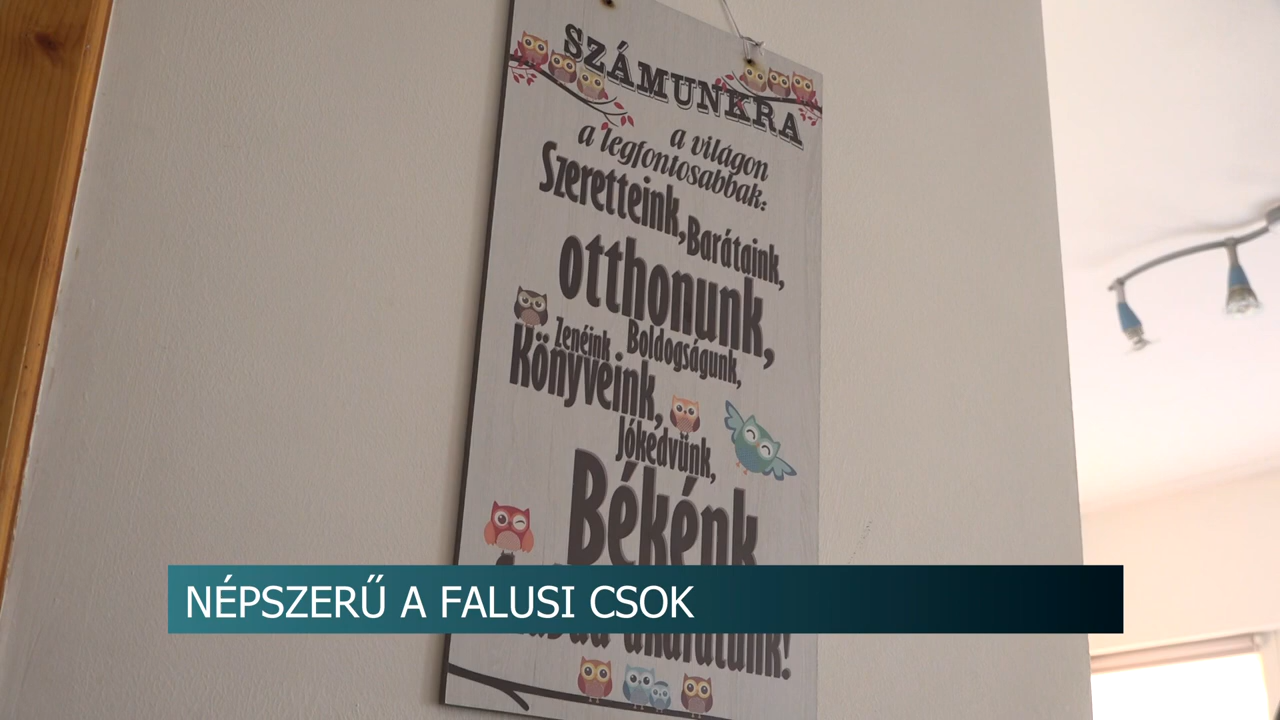 SZÁMUNKRA
a világon
a legfontosabbak:
Szeretteink,
Barátaink,
otthonunk,
Zenéink
Boldogságunk,
Könyveink,
Jókedvünk,
Békénk
NÉPSZERŰ A FALUSI CSOK